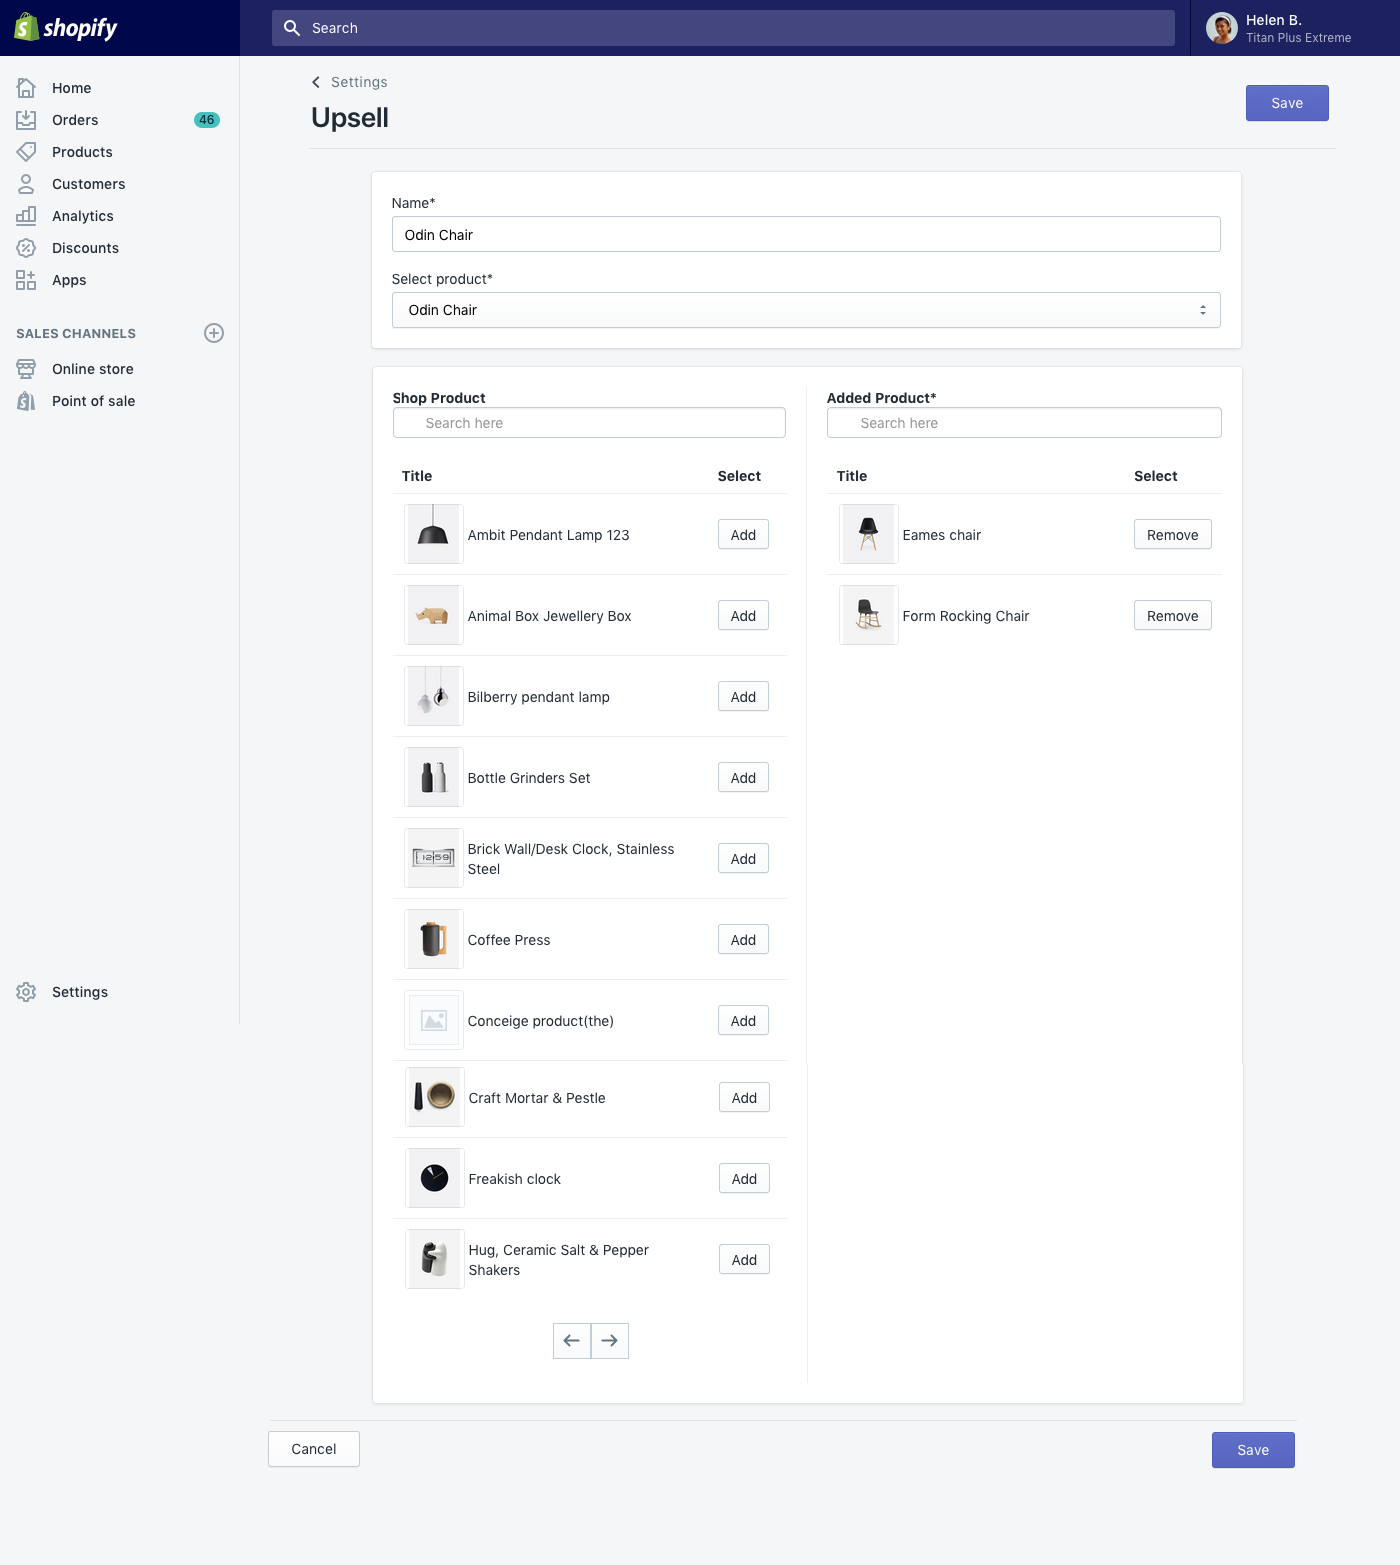 shopify
Search
Helen B.
Titan Plus Extreme
Home
Orders
46
Products
Customers
Analytics
Discounts
Apps
SALES CHANNELS
Online store
Point of sale
Settings
Settings
Upsell
Save
Name*
Odin Chair
Select product*
Odin Chair
Shop Product
Search here
Title
Select
Ambit Pendant Lamp 123
Add
Animal Box Jewellery Box
Add
Bilberry pendant lamp
Add
Bottle Grinders Set
Add
12:59
Brick Wall/Desk Clock, Stainless
Steel
Add
Coffee Press
Add
Conceige product(the)
Add
Craft Mortar & Pestle
Add
Freakish clock
Add
Hug, Ceramic Salt & Pepper
Shakers
Add
Added Product*
Search here
Title
Select
Eames chair
Remove
Form Rocking Chair
Remove
Cancel
Save